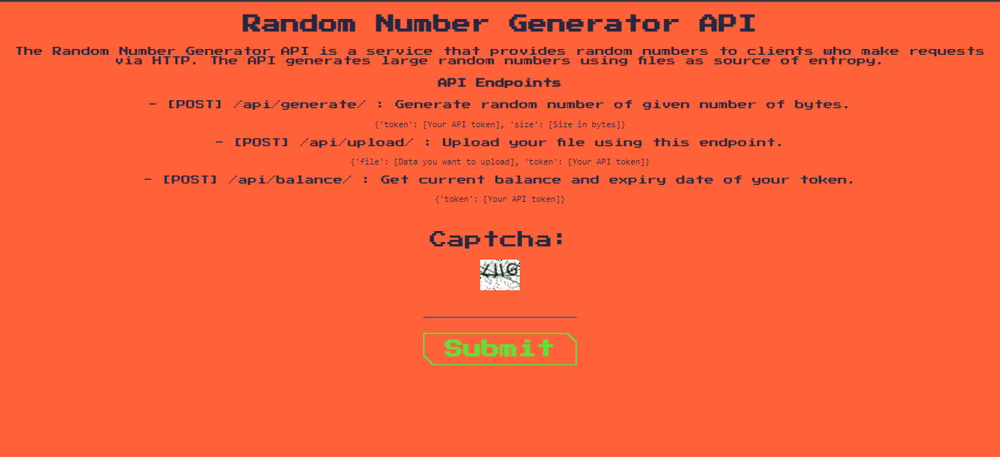 Random Number Generator API
The Random Number Generator API is a service that provides random numbers to clients who make requests
via HTTP. The API generates large random numbers using files as source of entropy.
API Endpoints
- [POST] /api/generate/ : Generate random number of given number of bytes.
{'token': [Your API token], 'size': [Size in bytes]}
- [POST] /api/upload/ : Upload your file using this endpoint.
{'file': [Data you want to upload], 'token': [Your API token]}
- [POST] /api/balance/ : Get current balance and expiry date of your token.
{'token': [Your API token]}
Captcha:
Submit